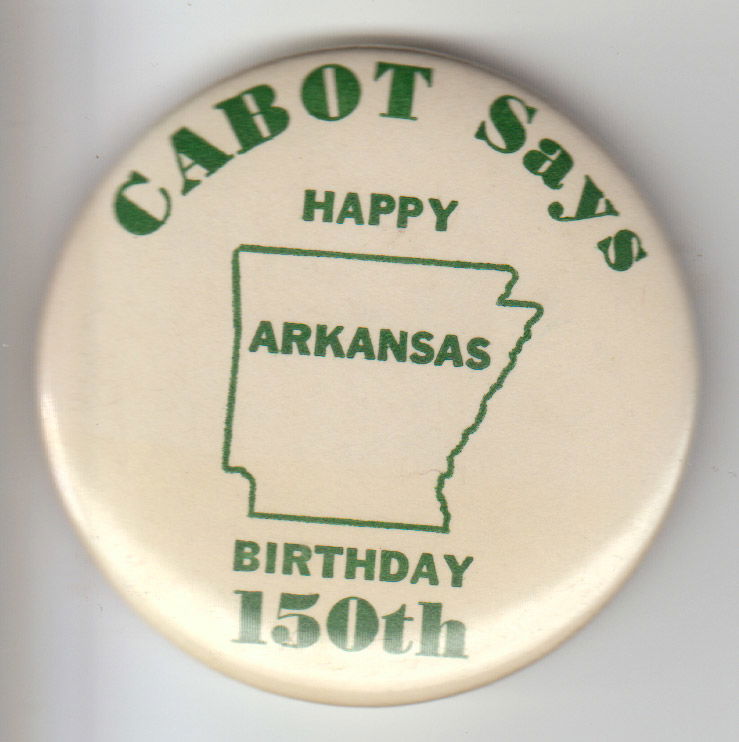 CABOT Says
HAPPY
ARKANSAS
BIRTHDAY
150th